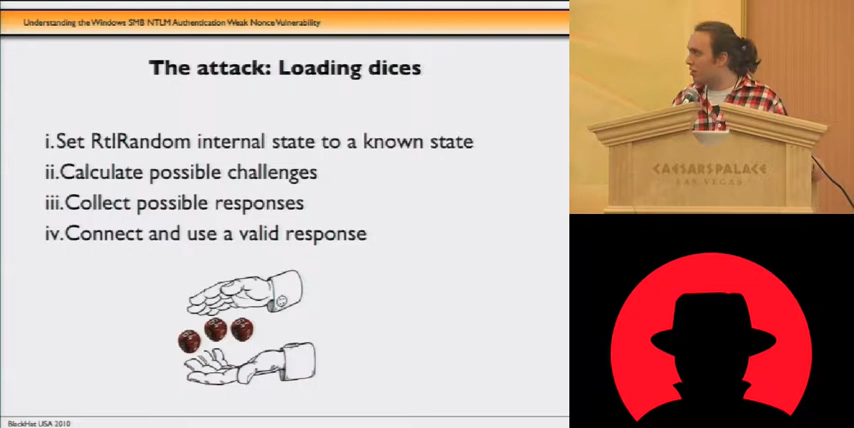 Understanding the Windows SMB NTLM Authentication Weak Nonce Vulnerability
The attack: Loading dices
i.Set RtlRandom internal state to a known state
ii.Calculate possible challenges
iii.Collect possible responses
iv.Connect and use a valid response
BlackHat USA 2010
CAESARS PALACE
LAS VEGAS